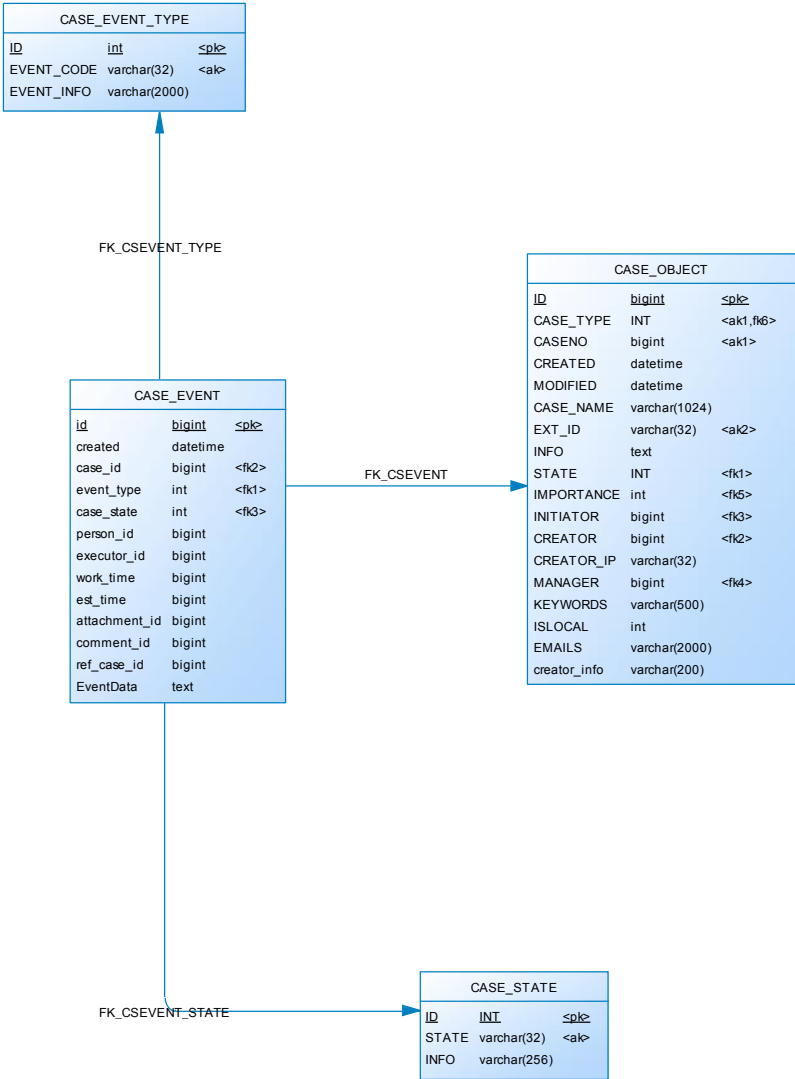 CASE_EVENT_TYPE
ID int <pk>
EVENT_CODE varchar(32) <ak>
EVENT_INFO varchar(2000)
FK_CSEVENT_TYPE
CASE_OBJECT
ID bigint <pk>
CASE_TYPE INT <ak1,fk6>
CASENO bigint <ak1>
CREATED datetime
MODIFIED datetime
CASE_NAME varchar(1024)
EXT_ID varchar(32) <ak2>
INFO text
STATE INT <fk1>
IMPORTANCE int <fk5>
INITIATOR bigint <fk3>
CREATOR bigint <fk2>
CREATOR_IP varchar(32)
MANAGER bigint <fk4>
KEYWORDS varchar(500)
ISLOCAL int
EMAILS varchar(2000)
creator_info varchar(200)
CASE_EVENT
id bigint <pk>
created datetime
case_id bigint <fk2>
event_type int <fk1>
case_state int <fk3>
person_id bigint
executor_id bigint
work_time bigint
est_time bigint
attachment_id bigint
comment_id bigint
ref_case_id bigint
EventData text
FK_CSEVENT
FK_CSEVENT_STATE
CASE_STATE
ID INT <pk>
STATE varchar(32) <ak>
INFO varchar(256)